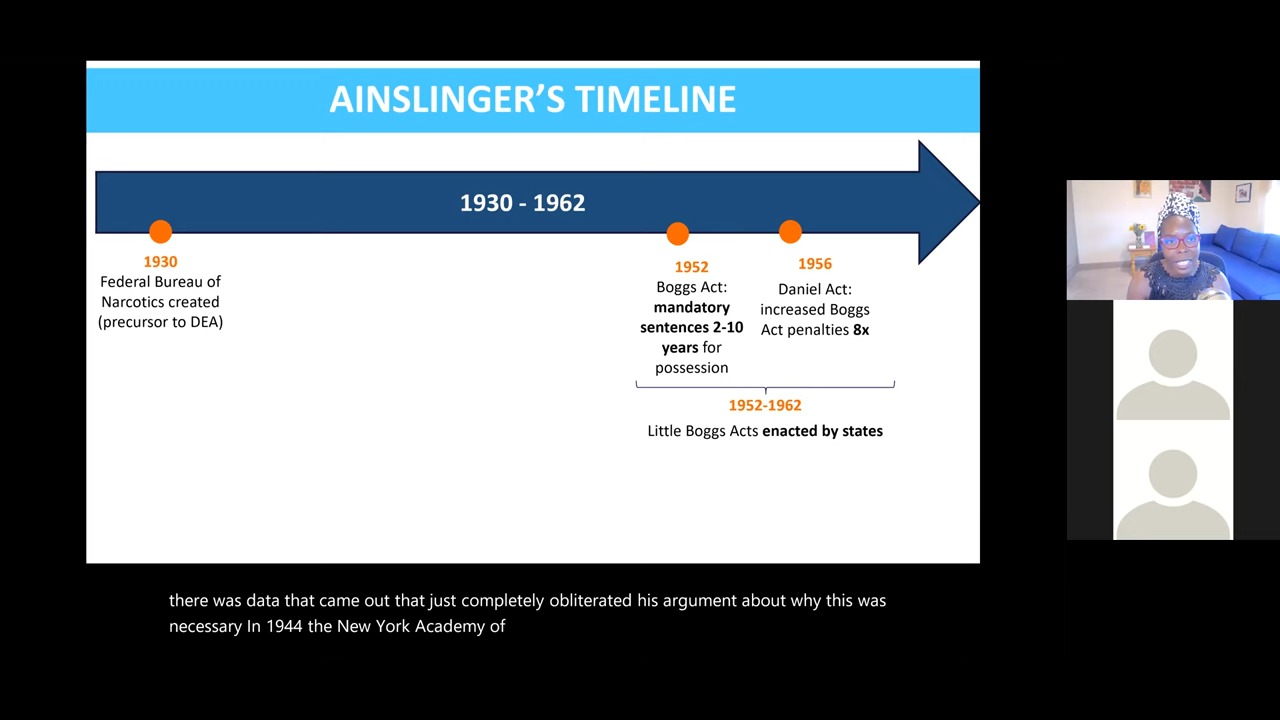 AINSLINGER’S TIMELINE
1930 - 1962
1930
Federal Bureau of
Narcotics created
(precursor to DEA)
1952
Boggs Act:
mandatory
sentences 2-10
years for
possession
1956
Daniel Act:
increased Boggs
Act penalties 8x
1952-1962
Little Boggs Acts enacted by states
there was data that came out that just completely obliterated his argument about why this was
necessary In 1944 the New York Academy of